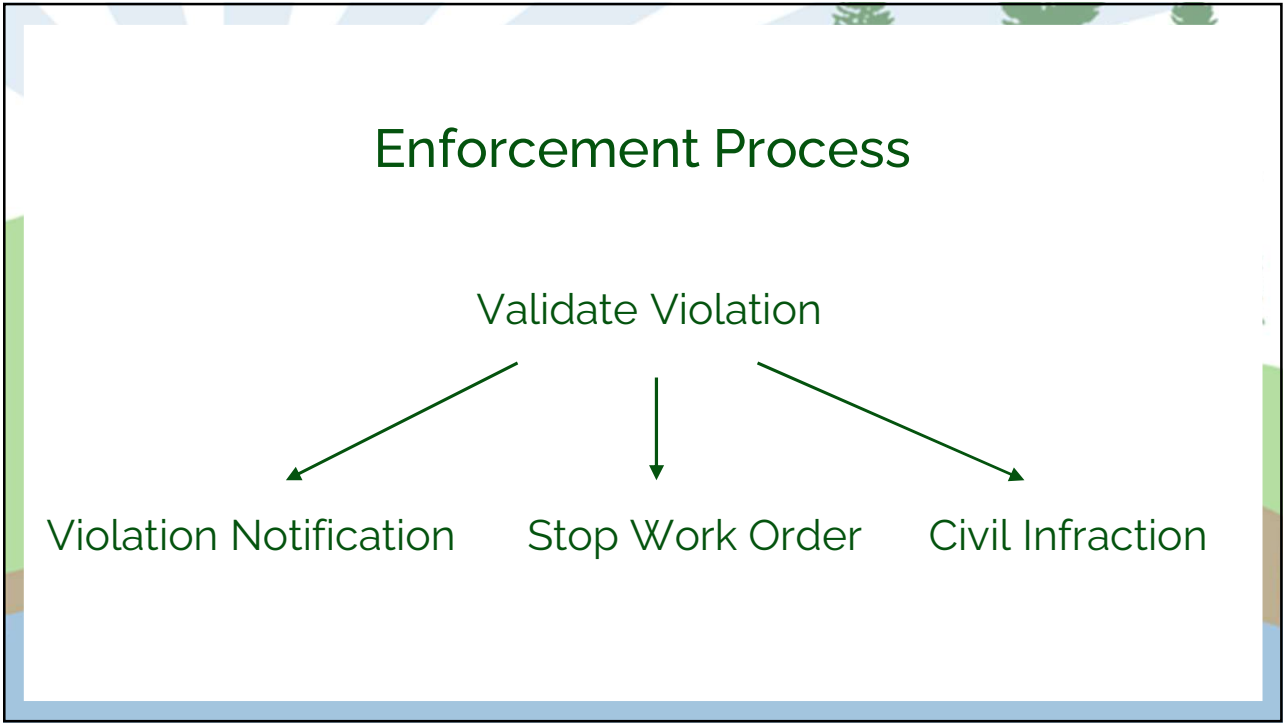 Enforcement Process
Validate Violation
Violation Notification
Stop Work Order
Civil Infraction